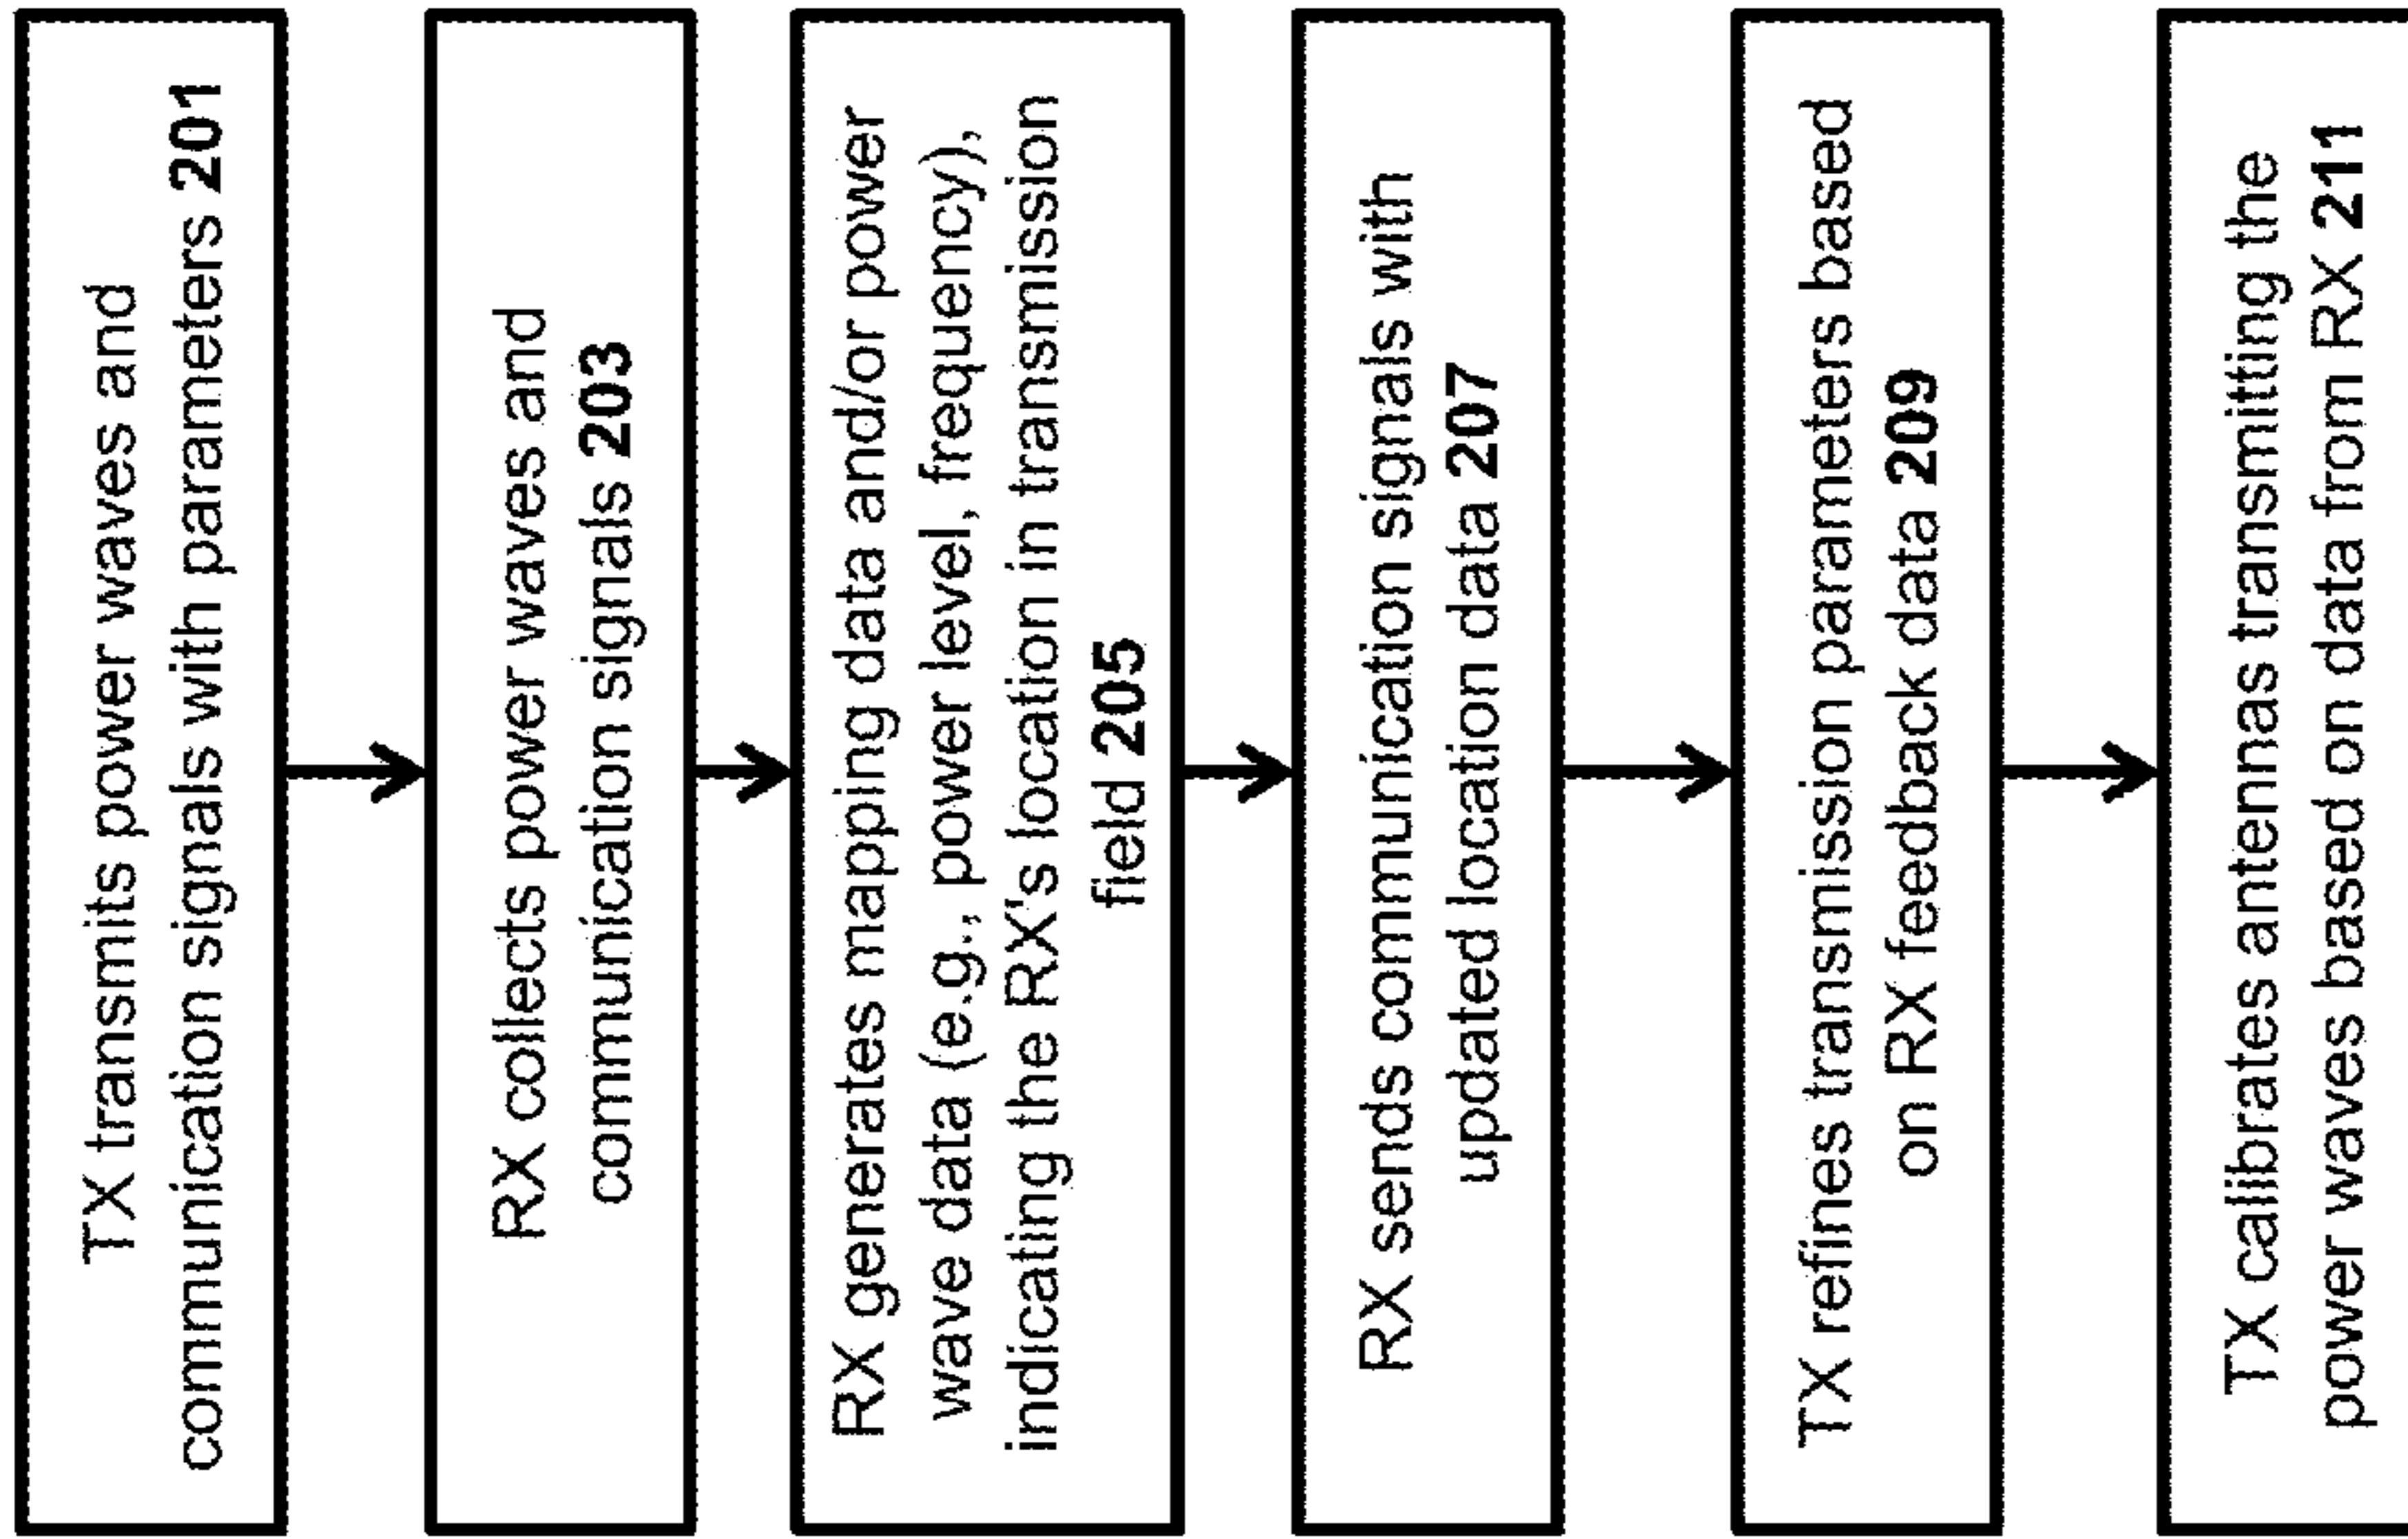 TX transmits power waves and
communication signals with parameters 201
RX collects power waves and
communication signals 203
RX generates mapping data and/or power
wave data (e.g., power level, frequency),
indicating the RX's location in transmission
field 205
RX sends communication signals with
updated location data 207
TX refines transmission parameters based
on RX feedback data 209
TX calibrates antennas transmitting the
power waves based on data from RX 211